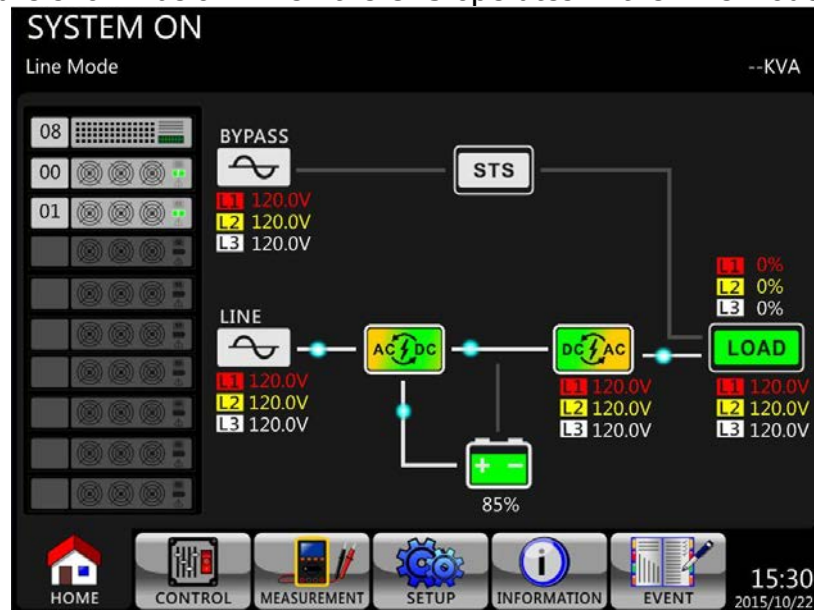 SYSTEM ON
Line Mode
--KVA
08
00
01
BYPASS
L1 120.0V
L2 120.0V
L3 120.0V
STS
L1 0%
L2 0%
L3 0%
LINE
L1 120.0V
L2 120.0V
L3 120.0V
AC DC
DC AC
L1 120.0V
L2 120.0V
L3 120.0V
LOAD
L1 120.0V
L2 120.0V
L3 120.0V
+ -
85%
HOME
CONTROL
MEASUREMENT
SETUP
INFORMATION
EVENT
15:30
2015/10/22